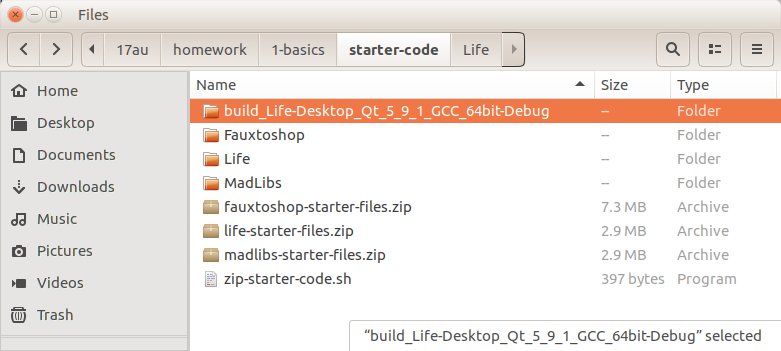 Files
17au homework 1-basics starter-code Life
Name Size Type
Home
Desktop
Documents
Downloads
Music
Pictures
Videos
Trash
build_Life-Desktop_Qt_5_9_1_GCC_64bit-Debug -- Folder
Fauxtoshop -- Folder
Life -- Folder
MadLibs -- Folder
fauxtoshop-starter-files.zip 7.3 MB Archive
life-starter-files.zip 2.9 MB Archive
madlibs-starter-files.zip 2.9 MB Archive
zip-starter-code.sh 397 bytes Program
“build_Life-Desktop_Qt_5_9_1_GCC_64bit-Debug” selected